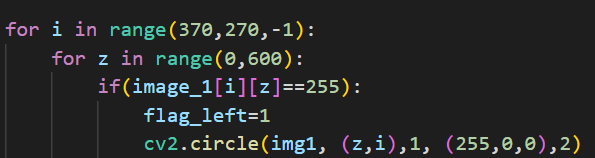 for i in range(370,270,-1):
    for z in range(0,600):
        if(image_1[i][z]==255):
            flag_left=1
            cv2.circle(img1, (z,i),1, (255,0,0),2)